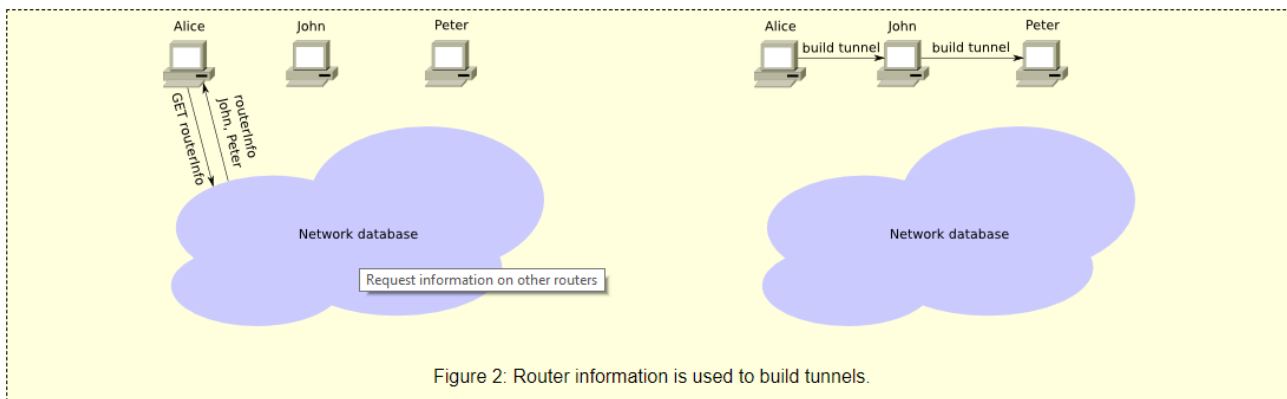 Alice John Peter
GET routerInfo
routerInfo
John, Peter
Network database
Request information on other routers
Alice John Peter
build tunnel build tunnel
Network database
Figure 2: Router information is used to build tunnels.